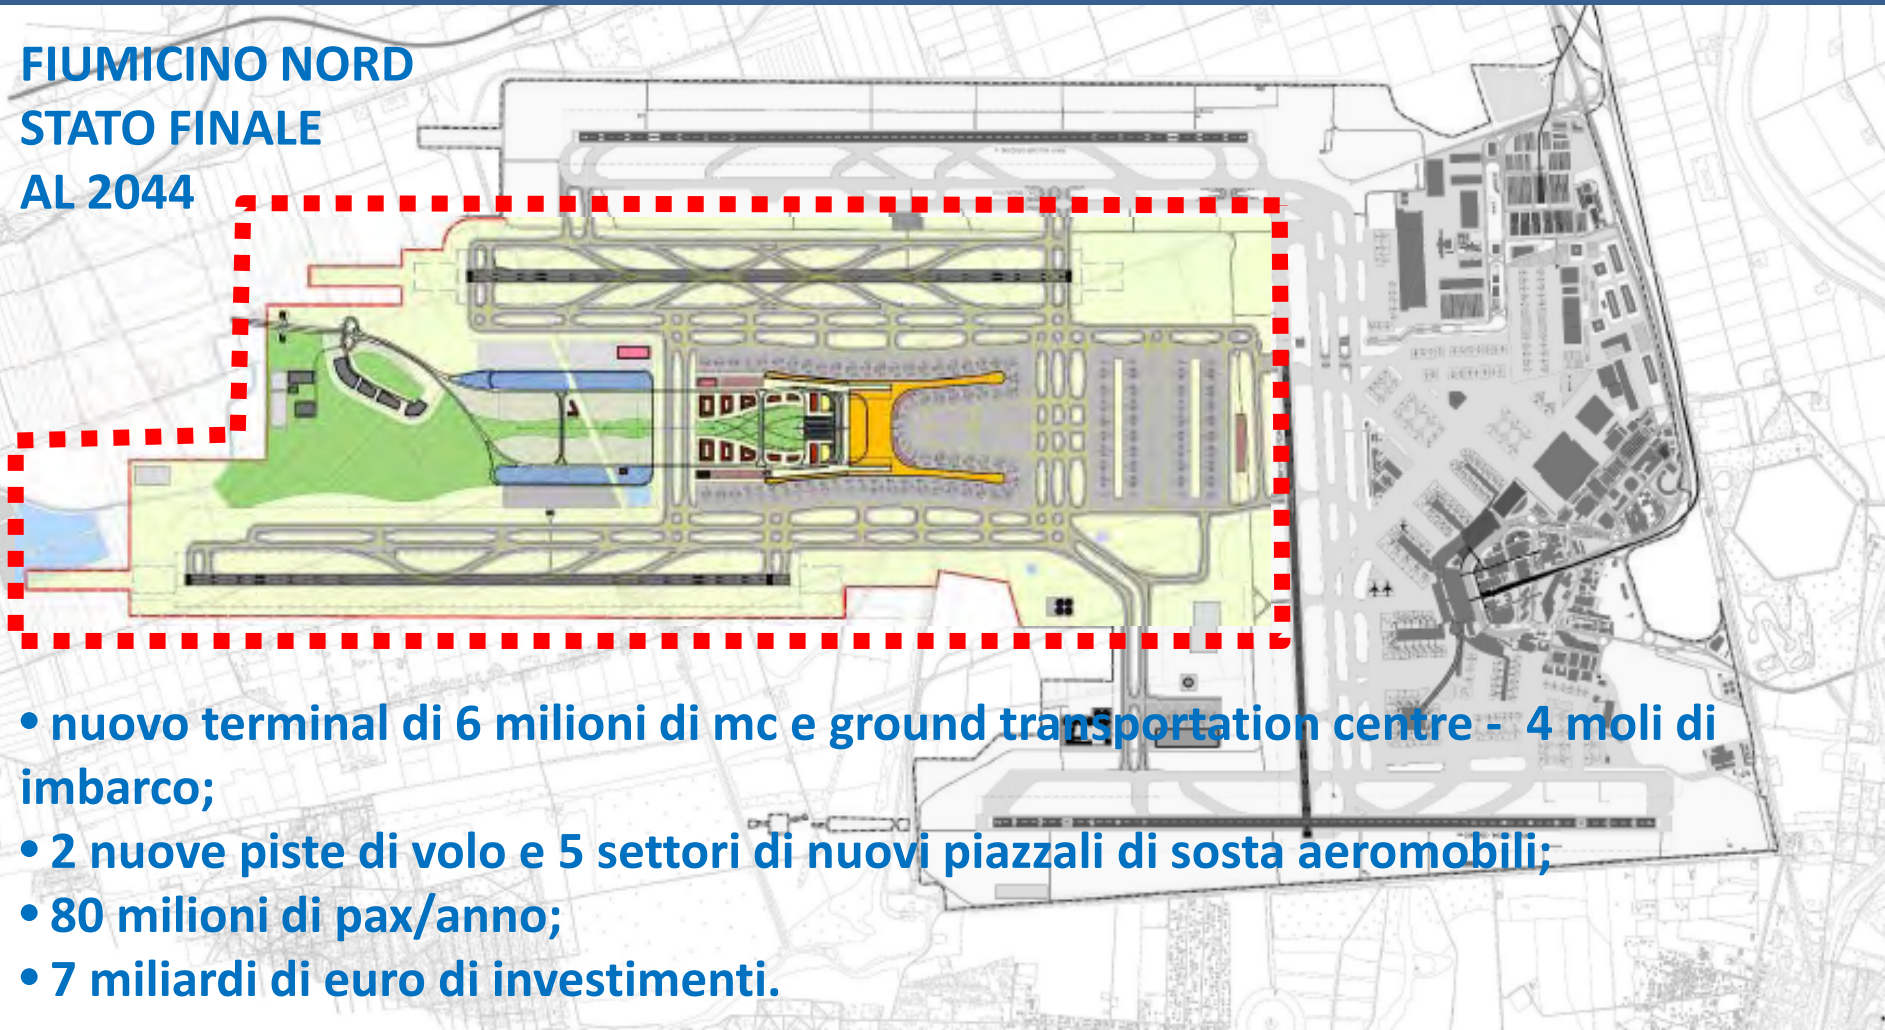 FIUMICINO NORD
STATO FINALE
AL 2044
• nuovo terminal di 6 milioni di mc e ground transportation centre - 4 moli di
imbarco;
• 2 nuove piste di volo e 5 settori di nuovi piazzali di sosta aeromobili;
• 80 milioni di pax/anno;
• 7 miliardi di euro di investimenti.